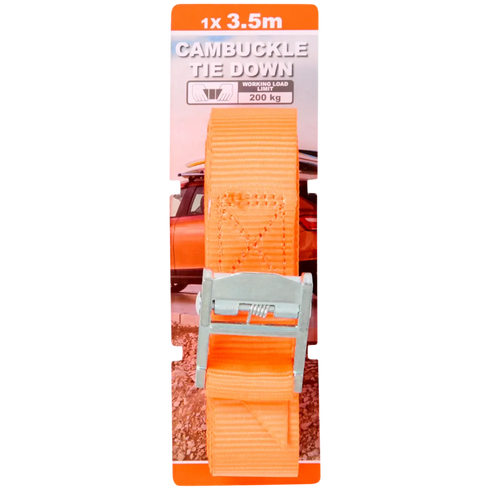 1X 3.5m
CAMBUCKLE
TIE DOWN
WORKING LOAD
LIMIT
200 kg